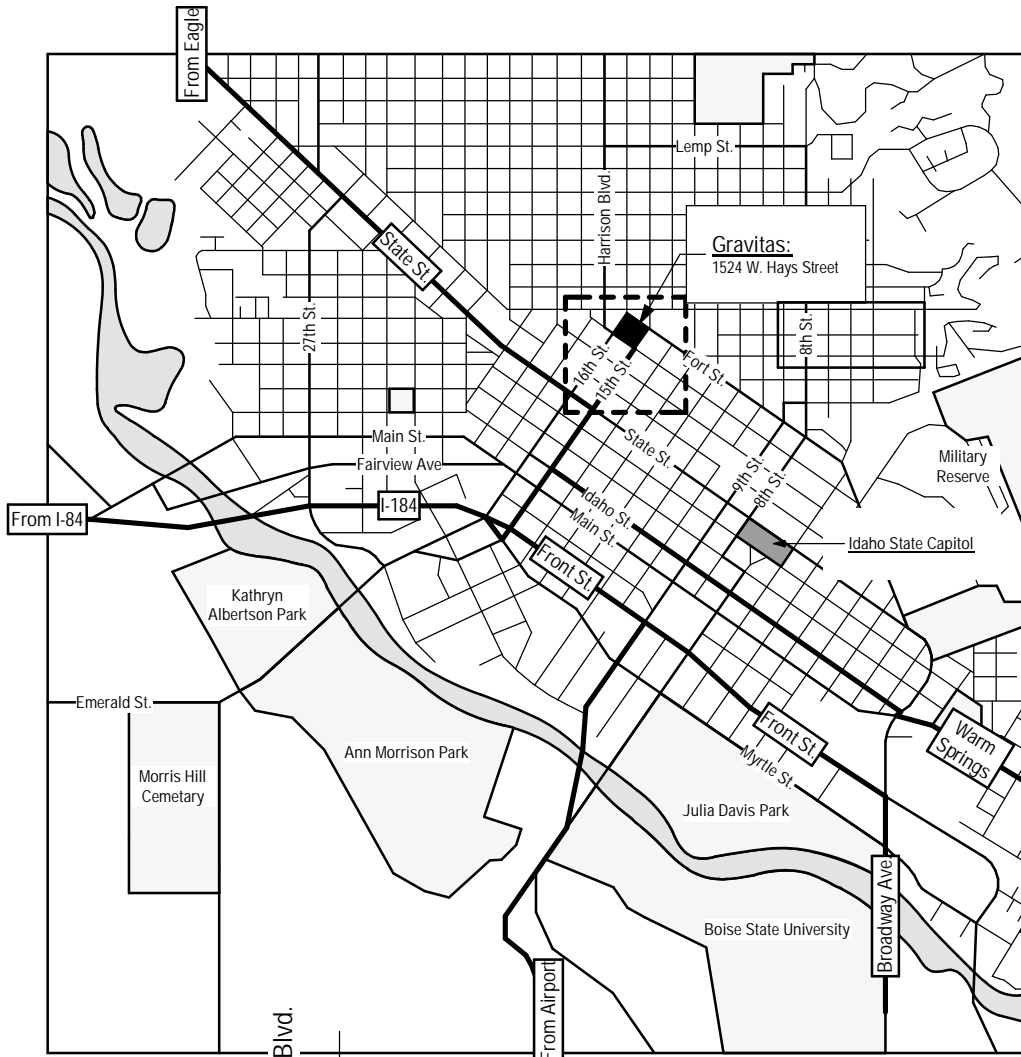 From Eagle
Lemp St.
Harrison Blvd.
Gravitas:
1524 W. Hays Street
State St.
27th St.
8th St.
16th St.
15th St.
Fort St.
Main St.
Fairview Ave
State St.
9th St.
8th St.
Military
Reserve
From I-84
I-184
Idaho St.
Main St.
Idaho State Capitol
Front St.
Kathryn
Albertson Park
Emerald St.
Ann Morrison Park
Morris Hill
Cemetary
Front St.
Warm
Springs
Myrtle St.
Julia Davis Park
Boise State University
Broadway Ave.
From Airport
Blvd.